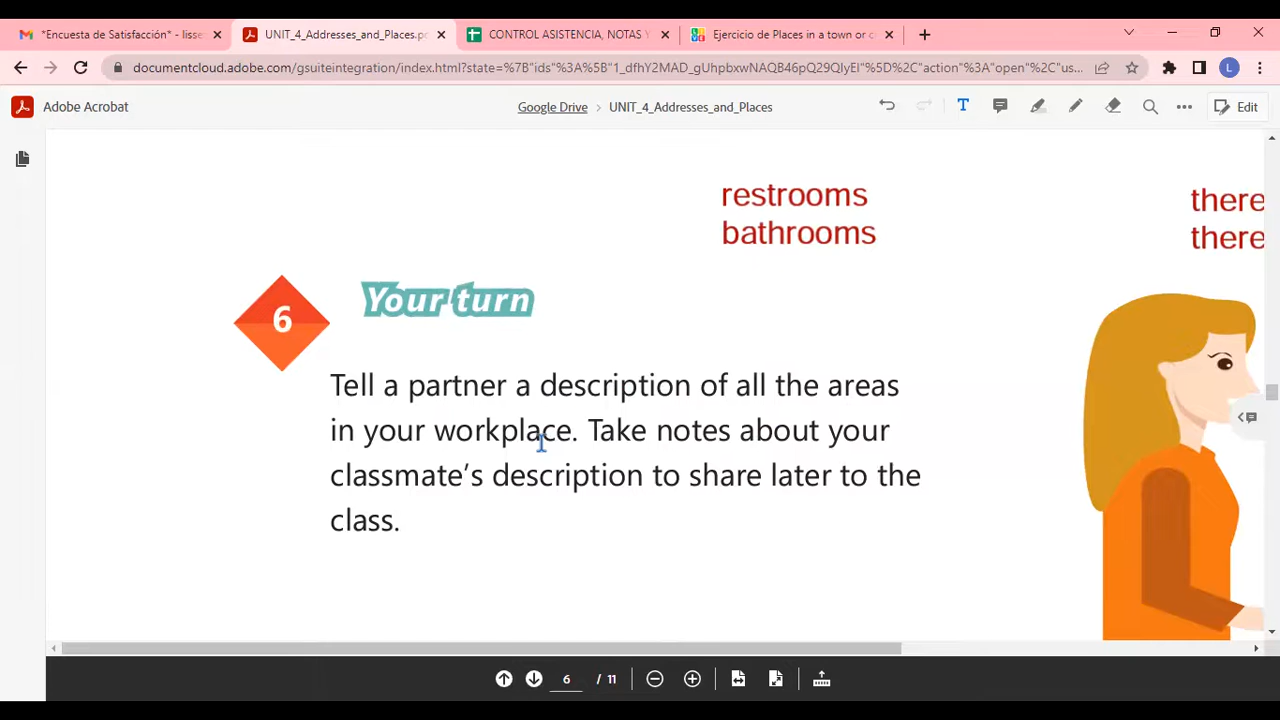 *Encuesta de Satisfacción* - lisse
UNIT_4_Addresses_and_Places.pd
CONTROL ASISTENCIA, NOTAS Y
Ejercicio de Places in a town or c
documentcloud.adobe.com/gsuiteintegration/index.html?state=%7B"ids"%3A%5B"1_dfhY2MAD_gUhpbxwNAQB46pQ29QIyEI"%5D%2C"action"%3A"open"%2C"us...
L
Adobe Acrobat
Google Drive > UNIT_4_Addresses_and_Places
T
Edit
restrooms
bathrooms
there
there
6
Your turn
Tell a partner a description of all the areas
in your workplace. Take notes about your
classmate's description to share later to the
class.
6 / 11